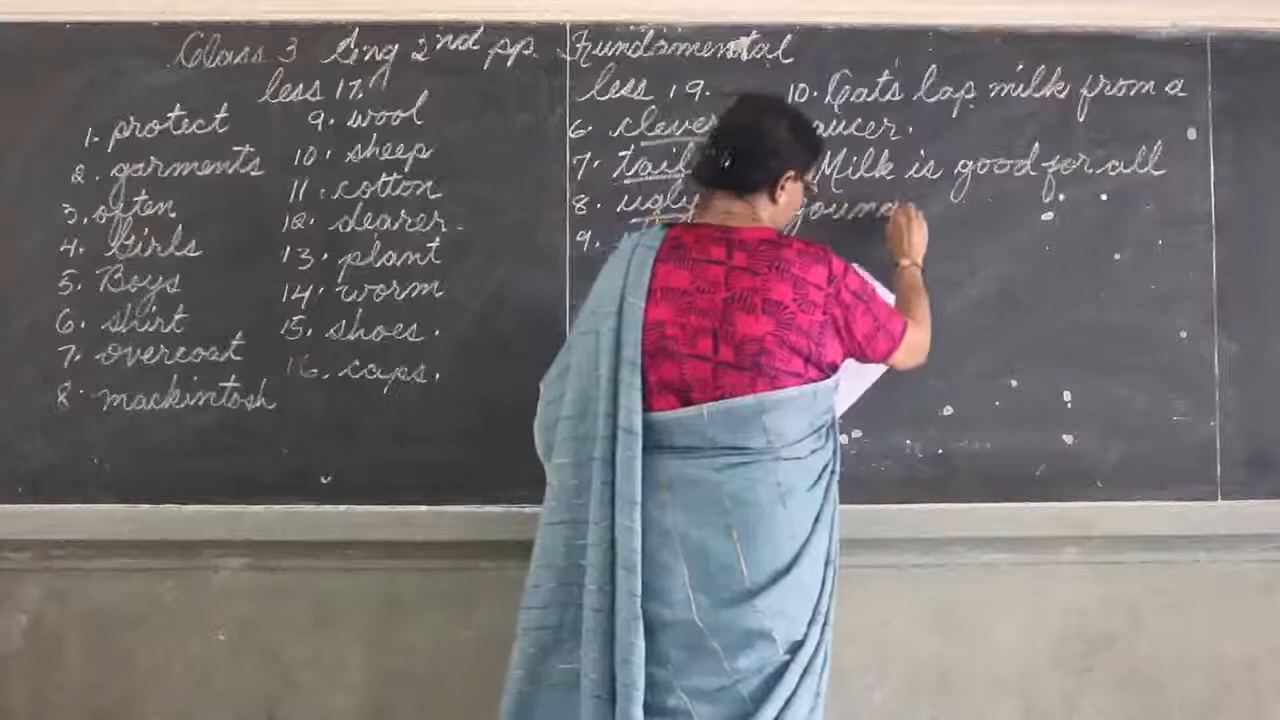 Class 3 Eng 2nd pp. Fundamental
less 17.
1. protect
2. garments
3. often
4. Girls
5. Boys
6. shirt
7. overcoat
8. mackintosh
9. wool
10. sheep
11. cotton
12. dearer.
13. plant
14. worm
15. shoes.
16. caps.
less 19.
6. clever
7. tail
8. ugly
9.
10. Cats lap milk from a
aucer.
Milk is good for all
young